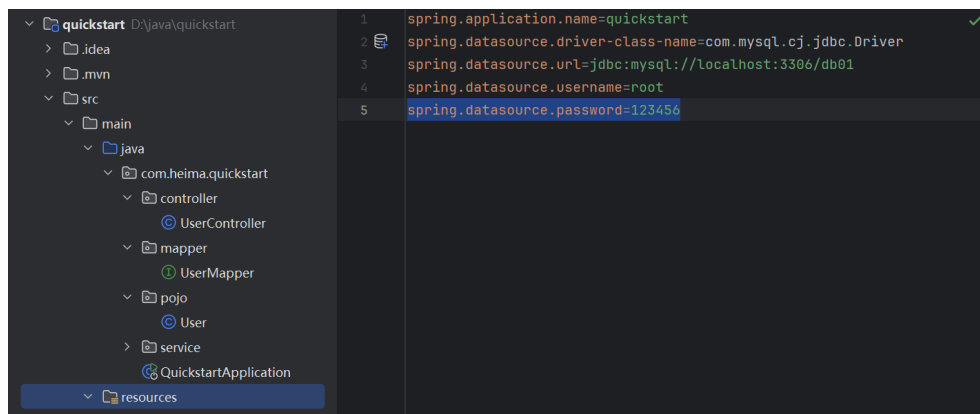 quickstart D:\java\quickstart
.idea
.mvn
src
main
java
com.heima.quickstart
controller
UserController
mapper
UserMapper
pojo
User
service
QuickstartApplication
resources
1 spring.application.name=quickstart
2 spring.datasource.driver-class-name=com.mysql.cj.jdbc.Driver
3 spring.datasource.url=jdbc:mysql://localhost:3306/db01
4 spring.datasource.username=root
5 spring.datasource.password=123456